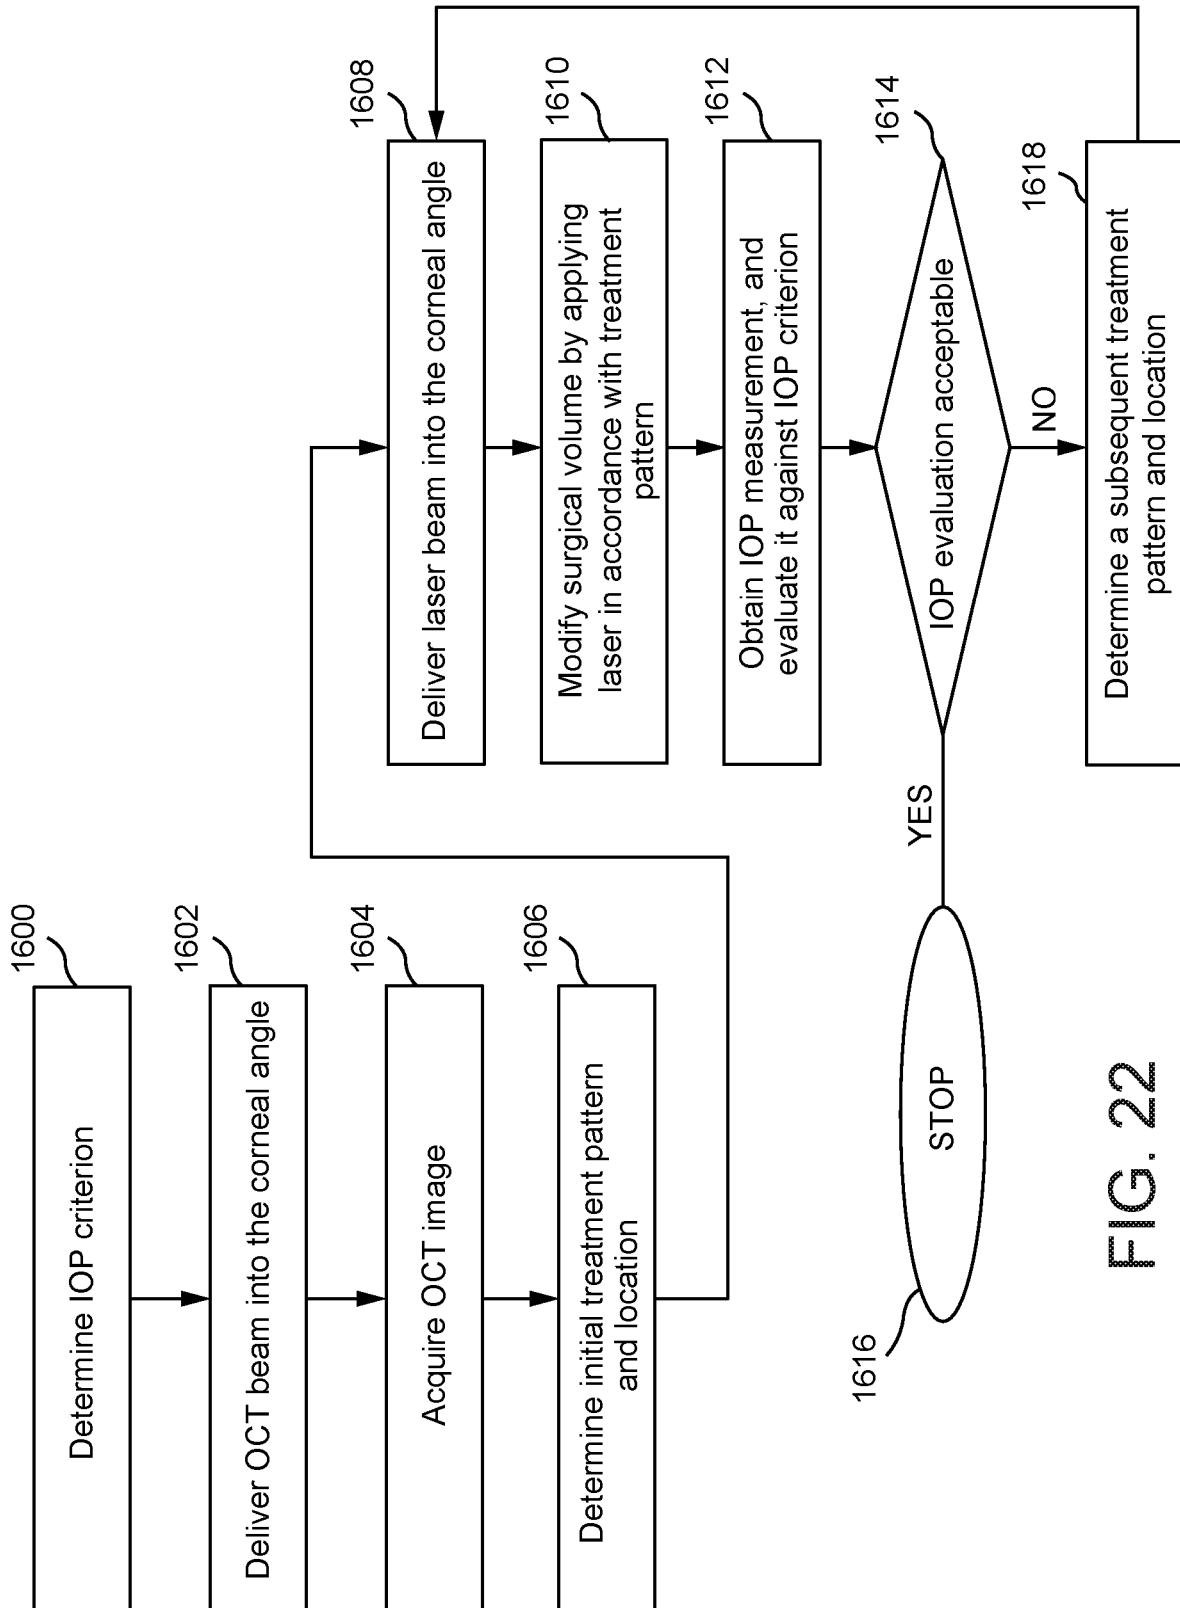 1600
Determine IOP criterion
1602
Deliver OCT beam into the corneal angle
1604
Acquire OCT image
1606
Determine initial treatment pattern
and location
1608
Deliver laser beam into the corneal angle
1610
Modify surgical volume by applying
laser in accordance with treatment
pattern
1612
Obtain IOP measurement, and
evaluate it against IOP criterion
1614
IOP evaluation acceptable
YES
NO
1616
STOP
1618
Determine a subsequent treatment
pattern and location
FIG. 22